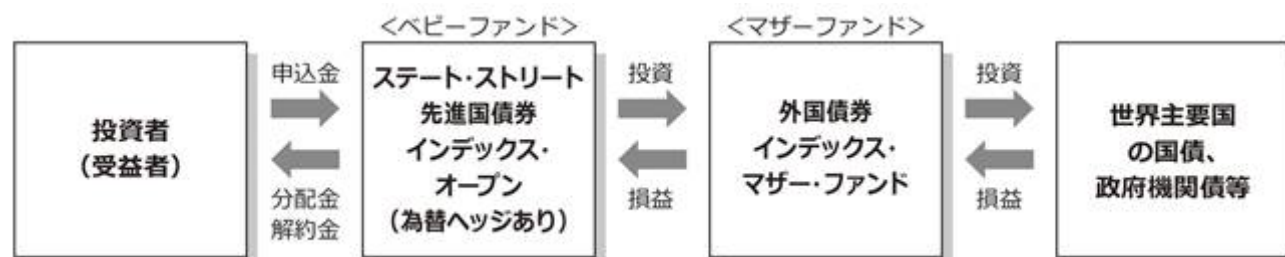 <ベビーファンド>
<マザーファンド>
投資者
(受益者)
申込金
分配金
解約金
ステート・ストリート
先進国債券
インデックス・
オープン
(為替ヘッジあり)
投資
損益
外国債券
インデックス・
マザー・ファンド
投資
損益
世界主要国
の国債、
政府機関債等